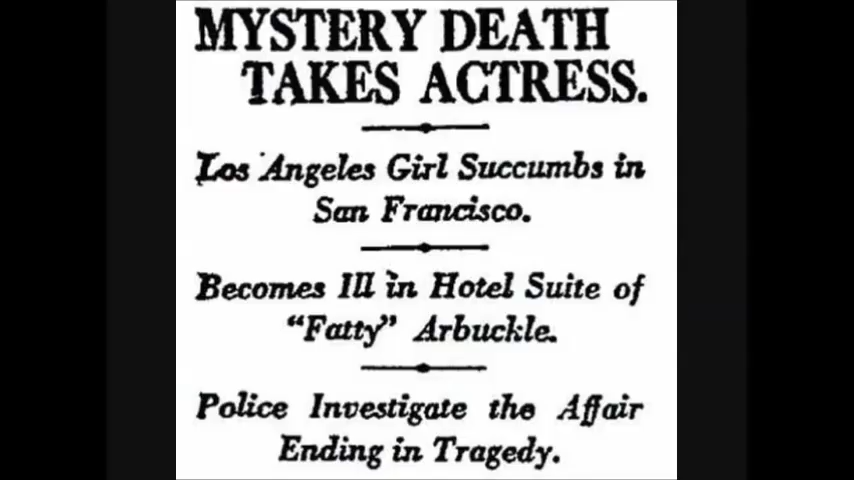 MYSTERY DEATH
TAKES ACTRESS.
Los Angeles Girl Succumbs in
San Francisco.
Becomes Ill in Hotel Suite of
"Fatty" Arbuckle.
Police Investigate the Affair
Ending in Tragedy.